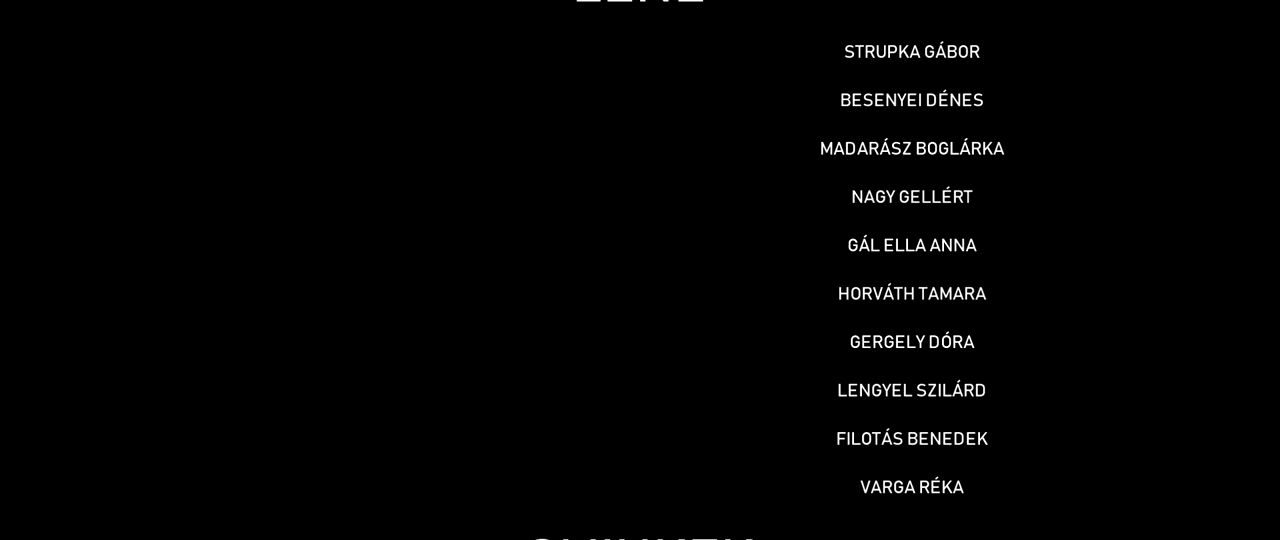 STRUPKA GÁBOR
BESENYEI DÉNES
MADARÁSZ BOGLÁRKA
NAGY GELLÉRT
GÁL ELLA ANNA
HORVÁTH TAMARA
GERGELY DÓRA
LENGYEL SZILÁRD
FILOTÁS BENEDEK
VARGA RÉKA